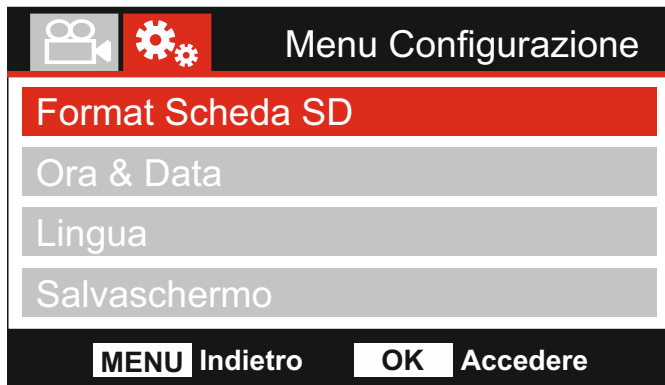 Menu Configurazione
Format Scheda SD
Ora & Data
Lingua
Salvaschermo
MENU Indietro OK Accedere